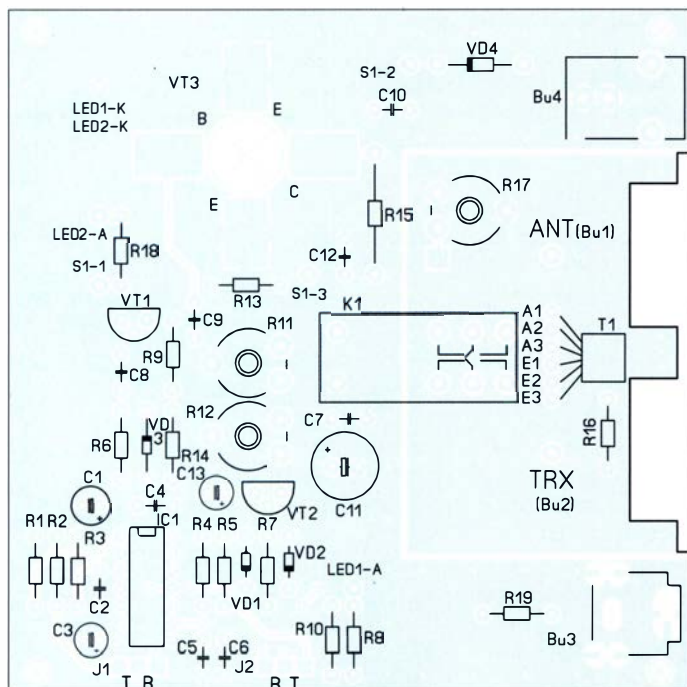 VD4
S1-2
VT3
Bu4
LED1-K
LED2-K
B
E
C10
R17
C
E
R15
ANT(Bu1)
LED2-A
R18
C12
S1-1
R13
S1-3
K1
A1
A2
A3
E1
E2
E3
T1
VT1
C9
R11
R9
C8
R12
C7
R6
VD
3
R14
R16
C13
C1
C4
TRX
(Bu2)
IC1
C11
R1
R2
R4
R5
R7
VT2
R3
VD2
LED1-A
C2
VD1
R19
C3
R10
R8
Bu3
J1
C5
C6
J2
T R
R T